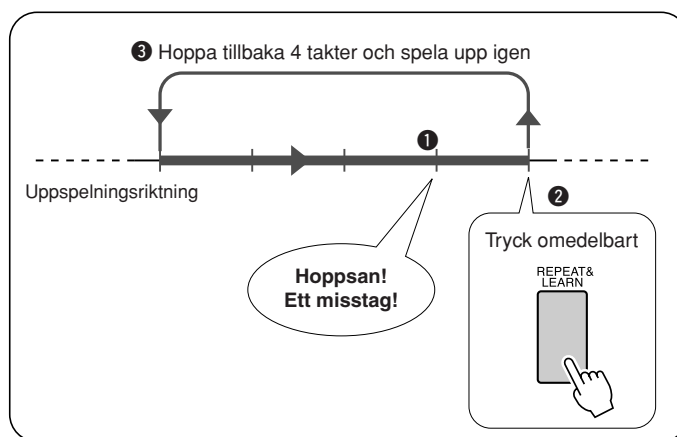 ❸ Hoppa tillbaka 4 takter och spela upp igen
❶
Uppspelningsriktning
❷
Hoppsan!
Ett misstag!
Tryck omedelbart
REPEAT&
LEARN